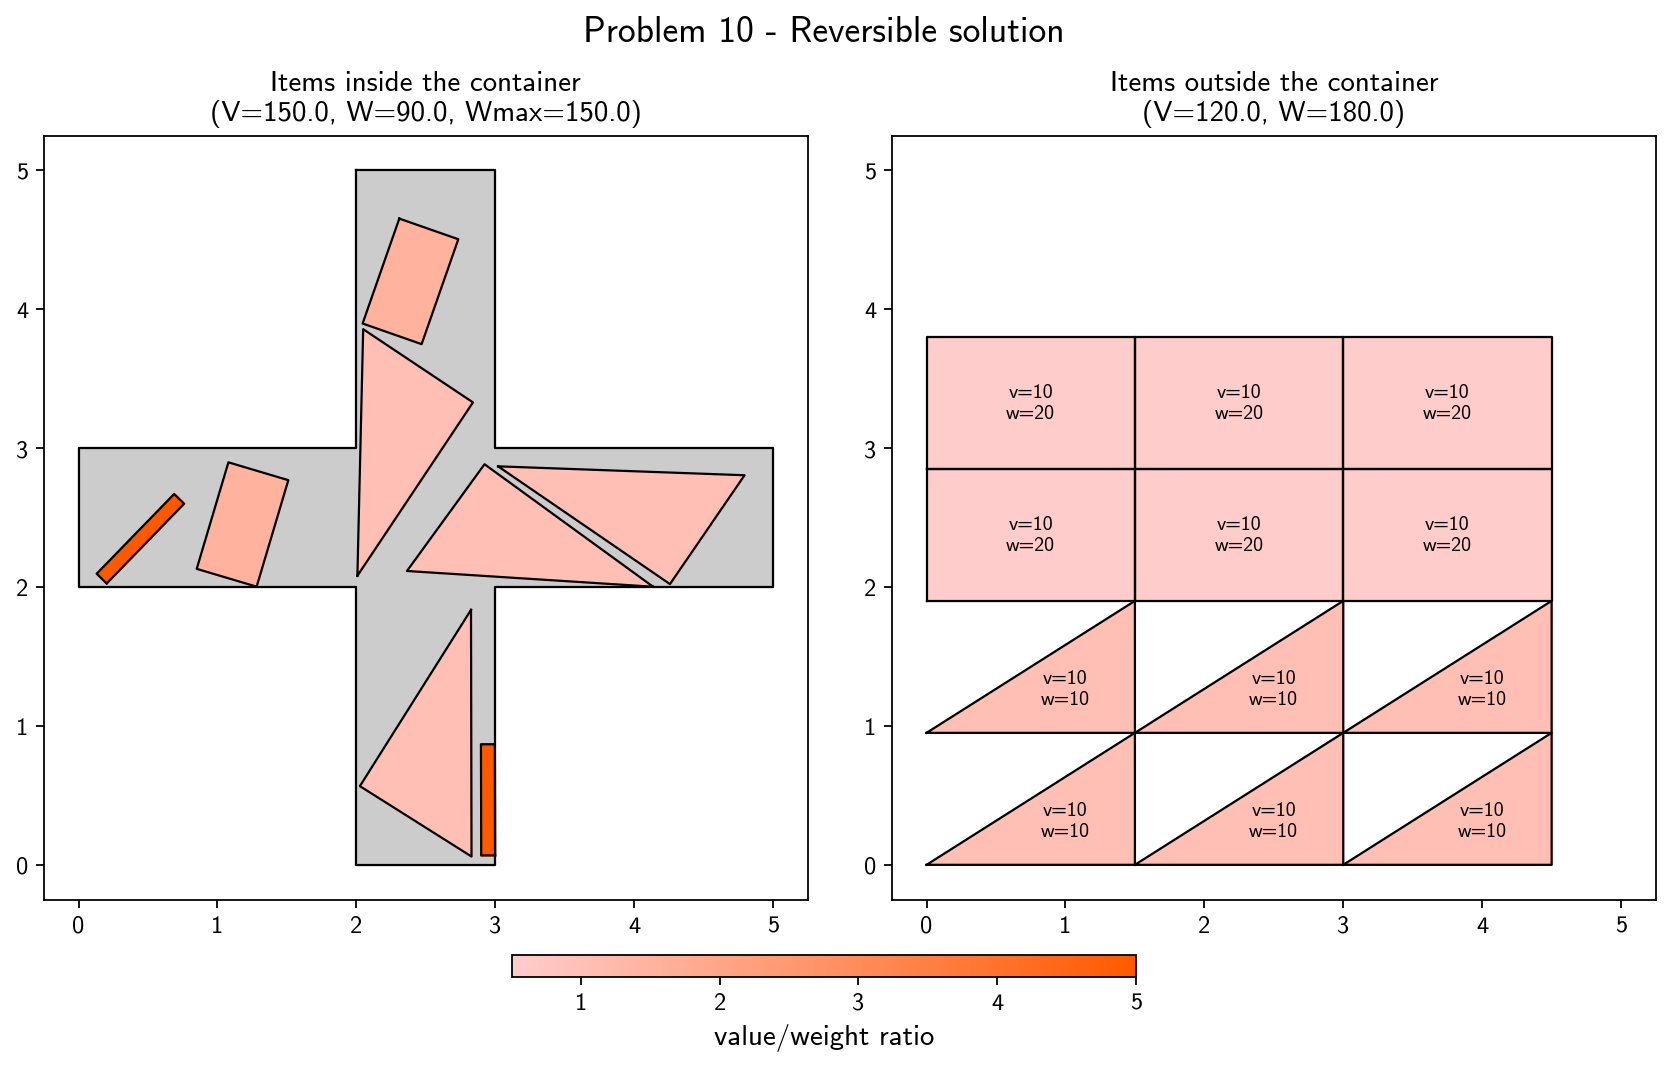 Problem 10 - Reversible solution
Items inside the container
(V=150.0, W=90.0, Wmax=150.0)
5
4
3
2
1
0
0 1 2 3 4 5
Items outside the container
(V=120.0, W=180.0)
5
4
3
2
1
0
v=10 v=10 v=10
w=20 w=20 w=20
v=10 v=10 v=10
w=20 w=20 w=20
v=10 v=10 v=10
w=10 w=10 w=10
v=10 v=10 v=10
w=10 w=10 w=10
0 1 2 3 4 5
1 2 3 4 5
value/weight ratio